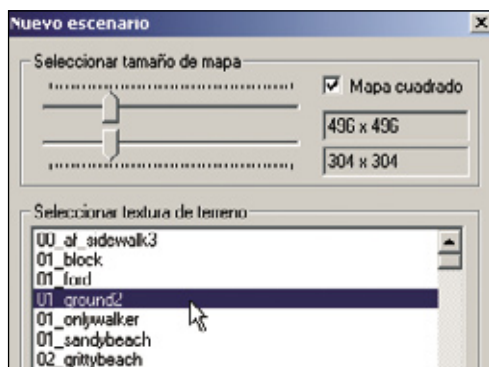 Nuevo escenario
Seleccionar tamaño de mapa
Mapa cuadrado
496 x 496
304 x 304
Seleccionar textura de terreno
00_af_sidewalk3
01_block
01_ford
01_ground2
01_onlywalker
01_sandybeach
02_grittybeach